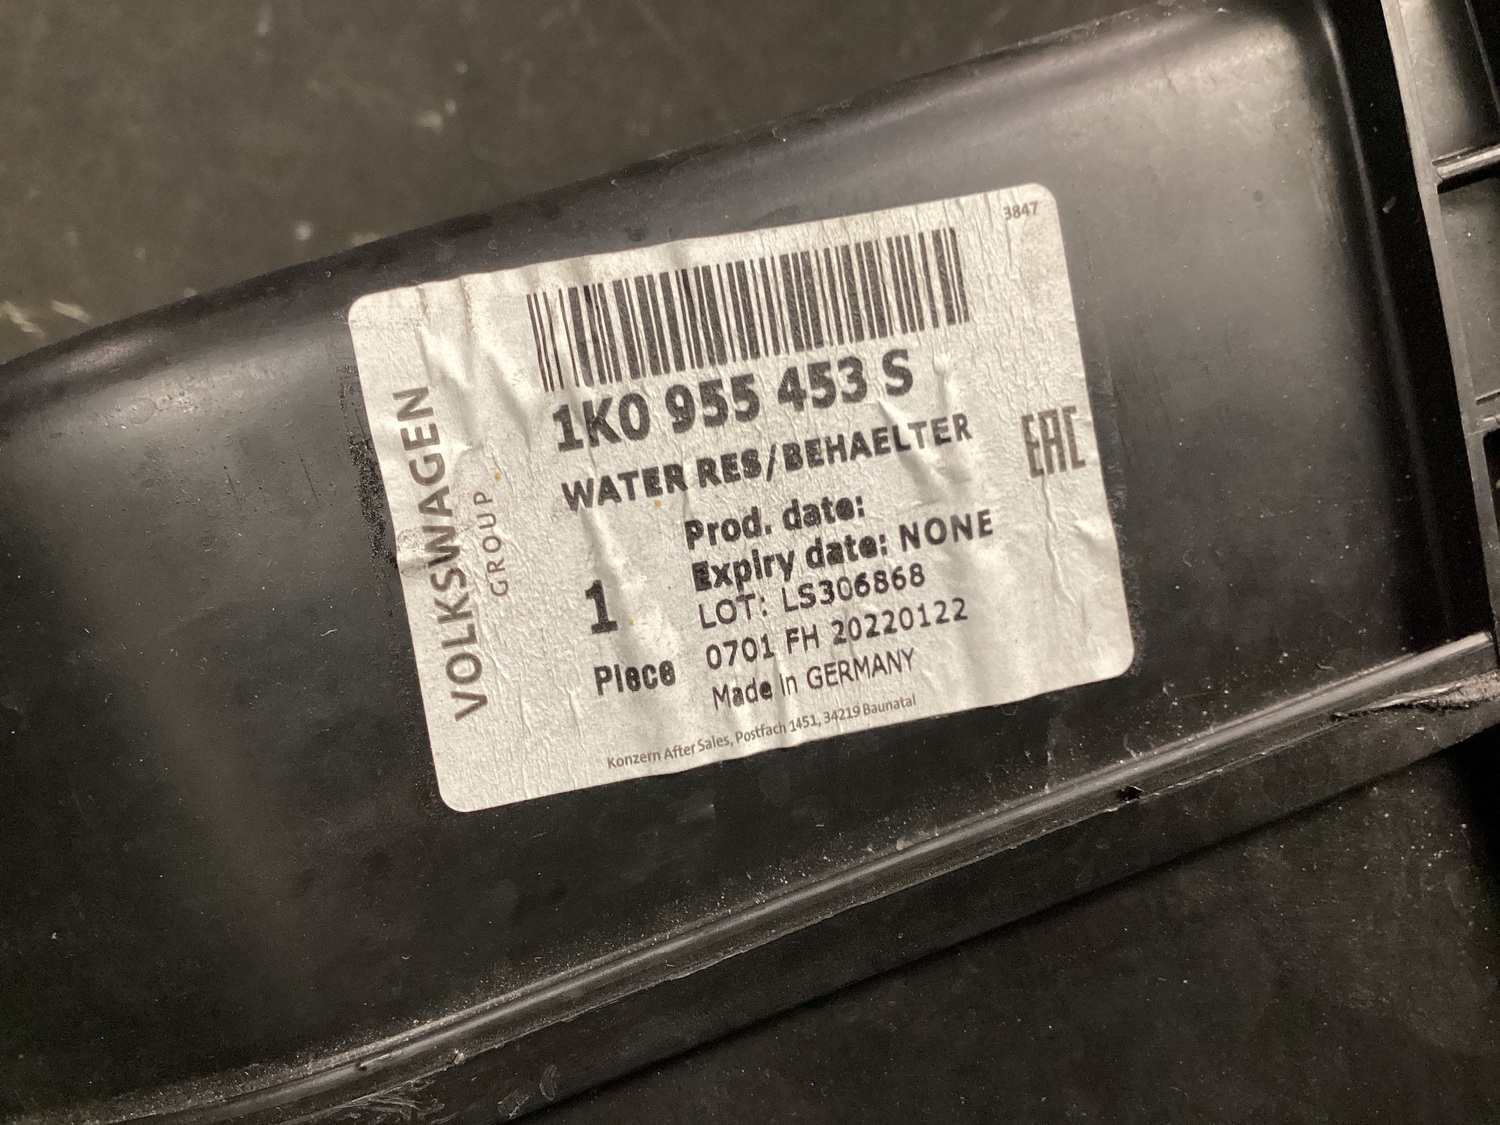 3847
1K0 955 453 S
WATER RES/BEHAELTER
EAC
VOLKSWAGEN
GROUP
Prod. date:
Expiry date: NONE
1
Piece
LOT: LS306868
0701 FH 20220122
Made in GERMANY
Konzern After Sales, Postfach 1451, 34219 Baunatal